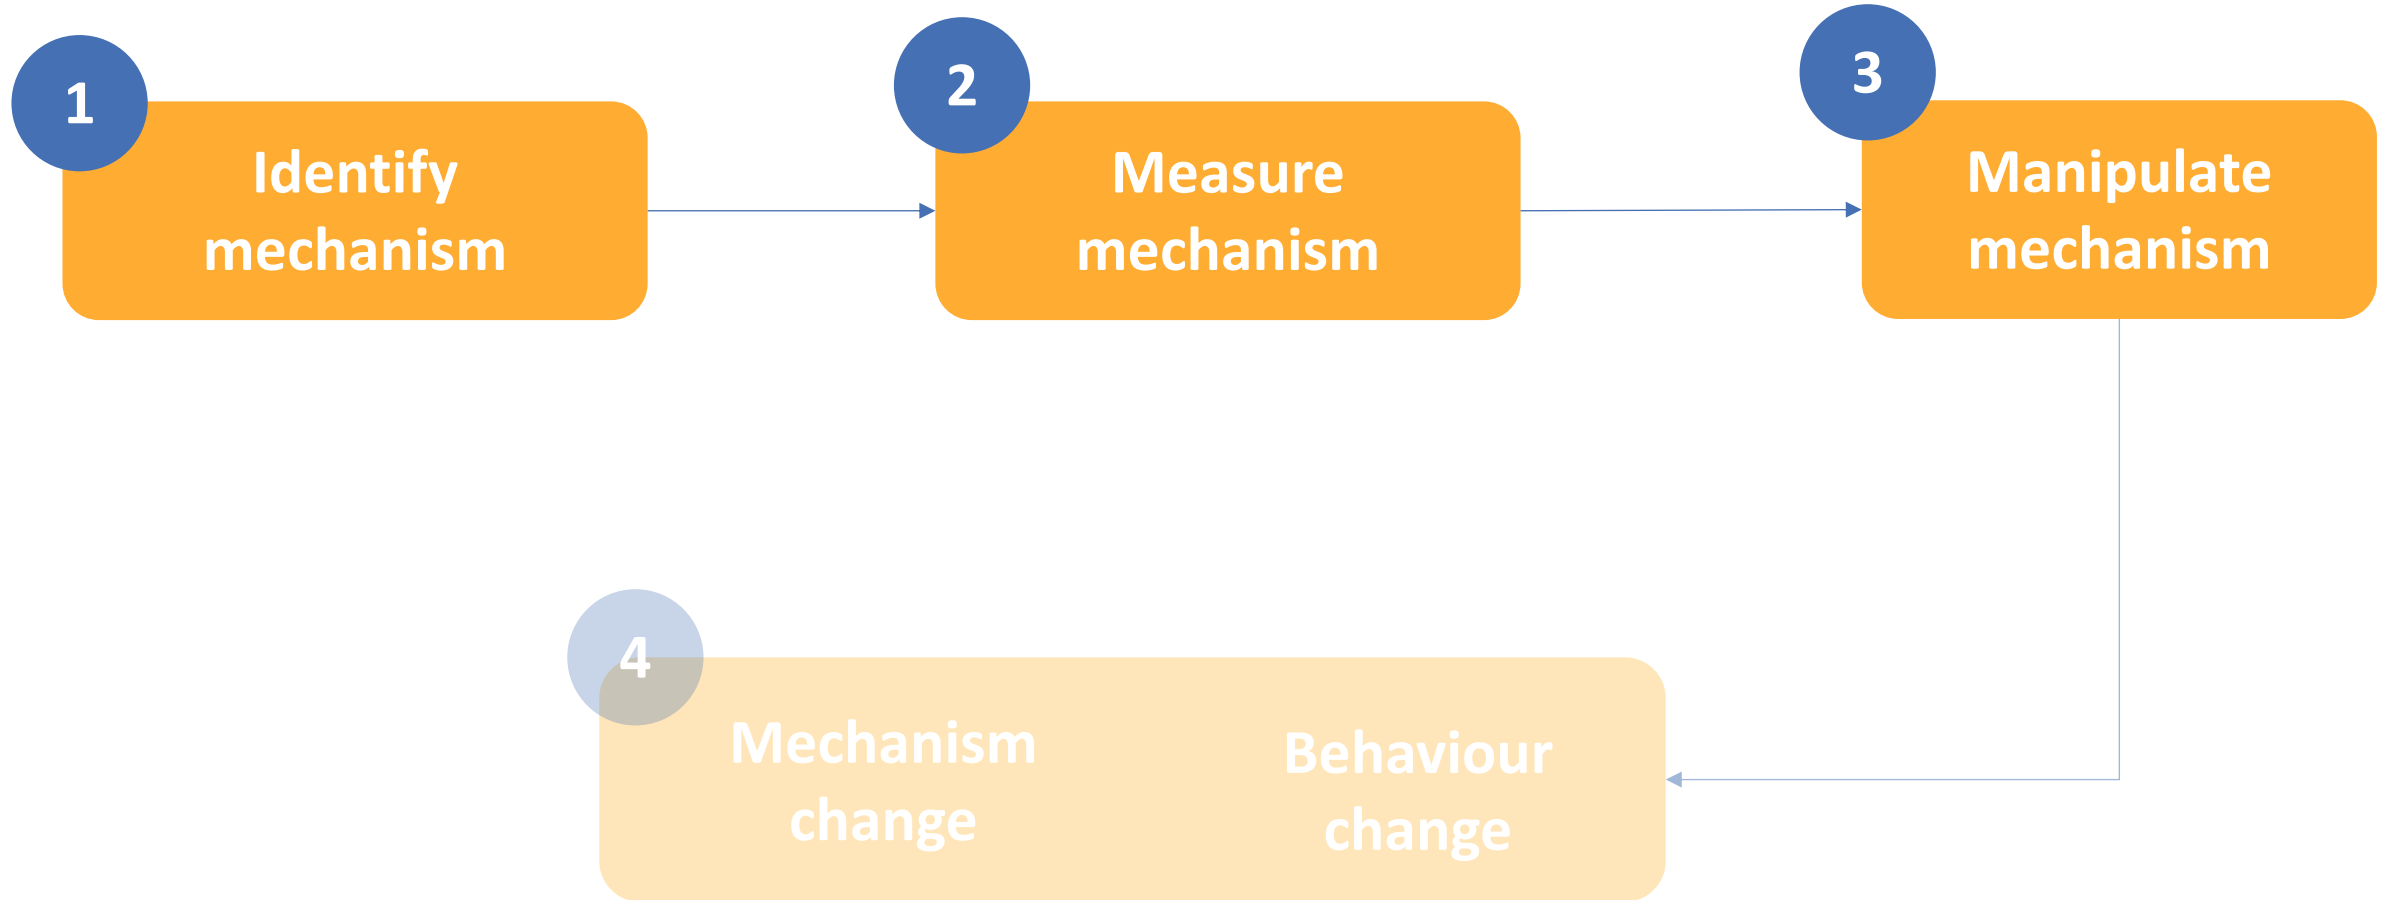 1
Identify
mechanism
2
Measure
mechanism
3
Manipulate
mechanism
4
Mechanism
change
Behaviour
change